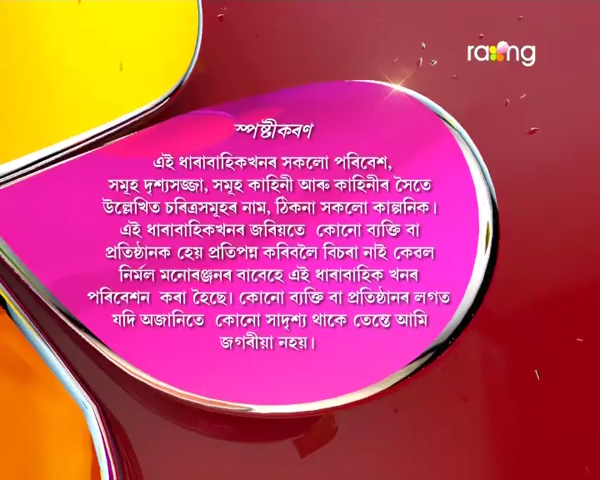 raang
স্পষ্টীকৰণ
এই ধাৰাবাহিকখনৰ সকলো পৰিবেশ,
সমূহ দৃশ্যসজ্জা, সমূহ কাহিনী আৰু কাহিনীৰ সৈতে
উল্লেখিত চৰিত্ৰসমূহৰ নাম, ঠিকনা সকলো কাল্পনিক।
এই ধাৰাবাহিকখনৰ জৰিয়তে কোনো ব্যক্তি বা
প্ৰতিষ্ঠানক হেয় প্ৰতিপন্ন কৰিবলৈ বিচৰা নাই কেৱল
নিৰ্মল মনোৰঞ্জনৰ বাবেহে এই ধাৰাবাহিক খনৰ
পৰিবেশন কৰা হৈছে। কোনো ব্যক্তি বা প্ৰতিষ্ঠানৰ লগত
যদি অজানিতে কোনো সাদৃশ্য থাকে তেন্তে আমি
জগৰীয়া নহয়।